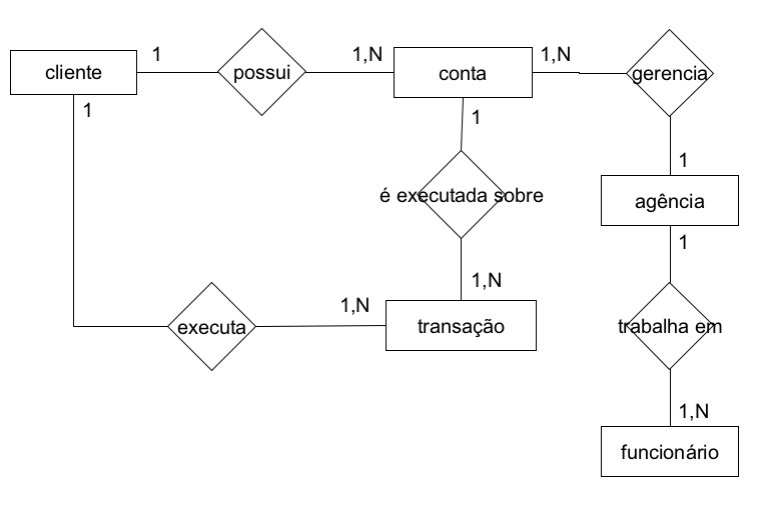 1
1,N
1,N
cliente
possui
conta
gerencia
1
1
1
é executada sobre
agência
1
1,N
1,N
executa
transação
trabalha em
1,N
funcionário